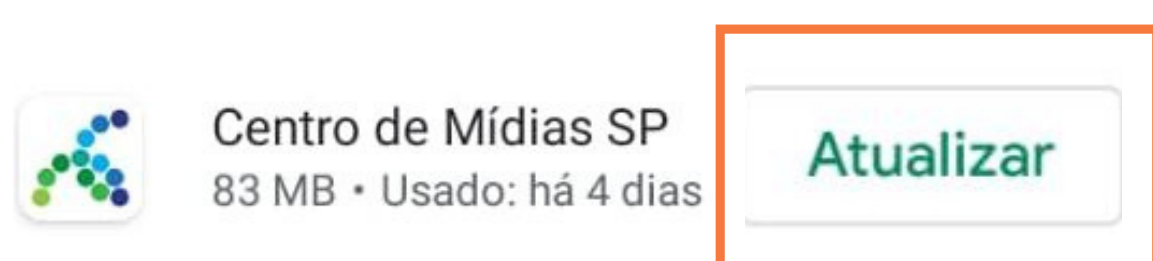 Centro de Mídias SP
83 MB • Usado: há 4 dias
Atualizar